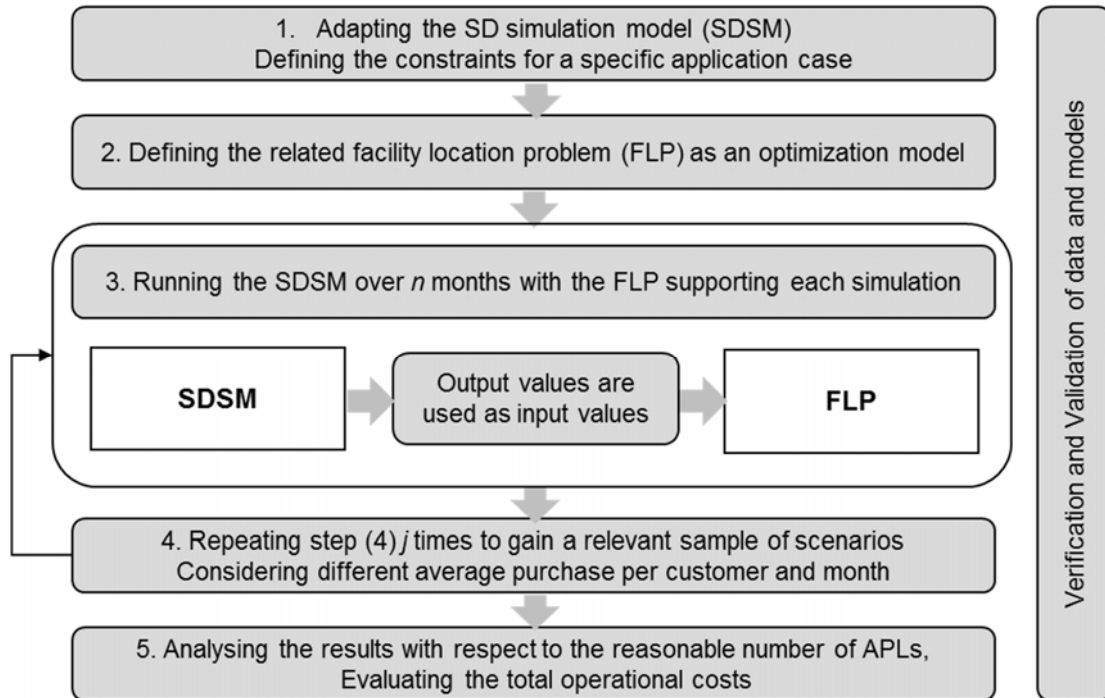 1. Adapting the SD simulation model (SDSM)
Defining the constraints for a specific application case
2. Defining the related facility location problem (FLP) as an optimization model
3. Running the SDSM over n months with the FLP supporting each simulation
SDSM
Output values are
used as input values
FLP
4. Repeating step (4) j times to gain a relevant sample of scenarios
Considering different average purchase per customer and month
5. Analysing the results with respect to the reasonable number of APLs,
Evaluating the total operational costs
Verification and Validation of data and models